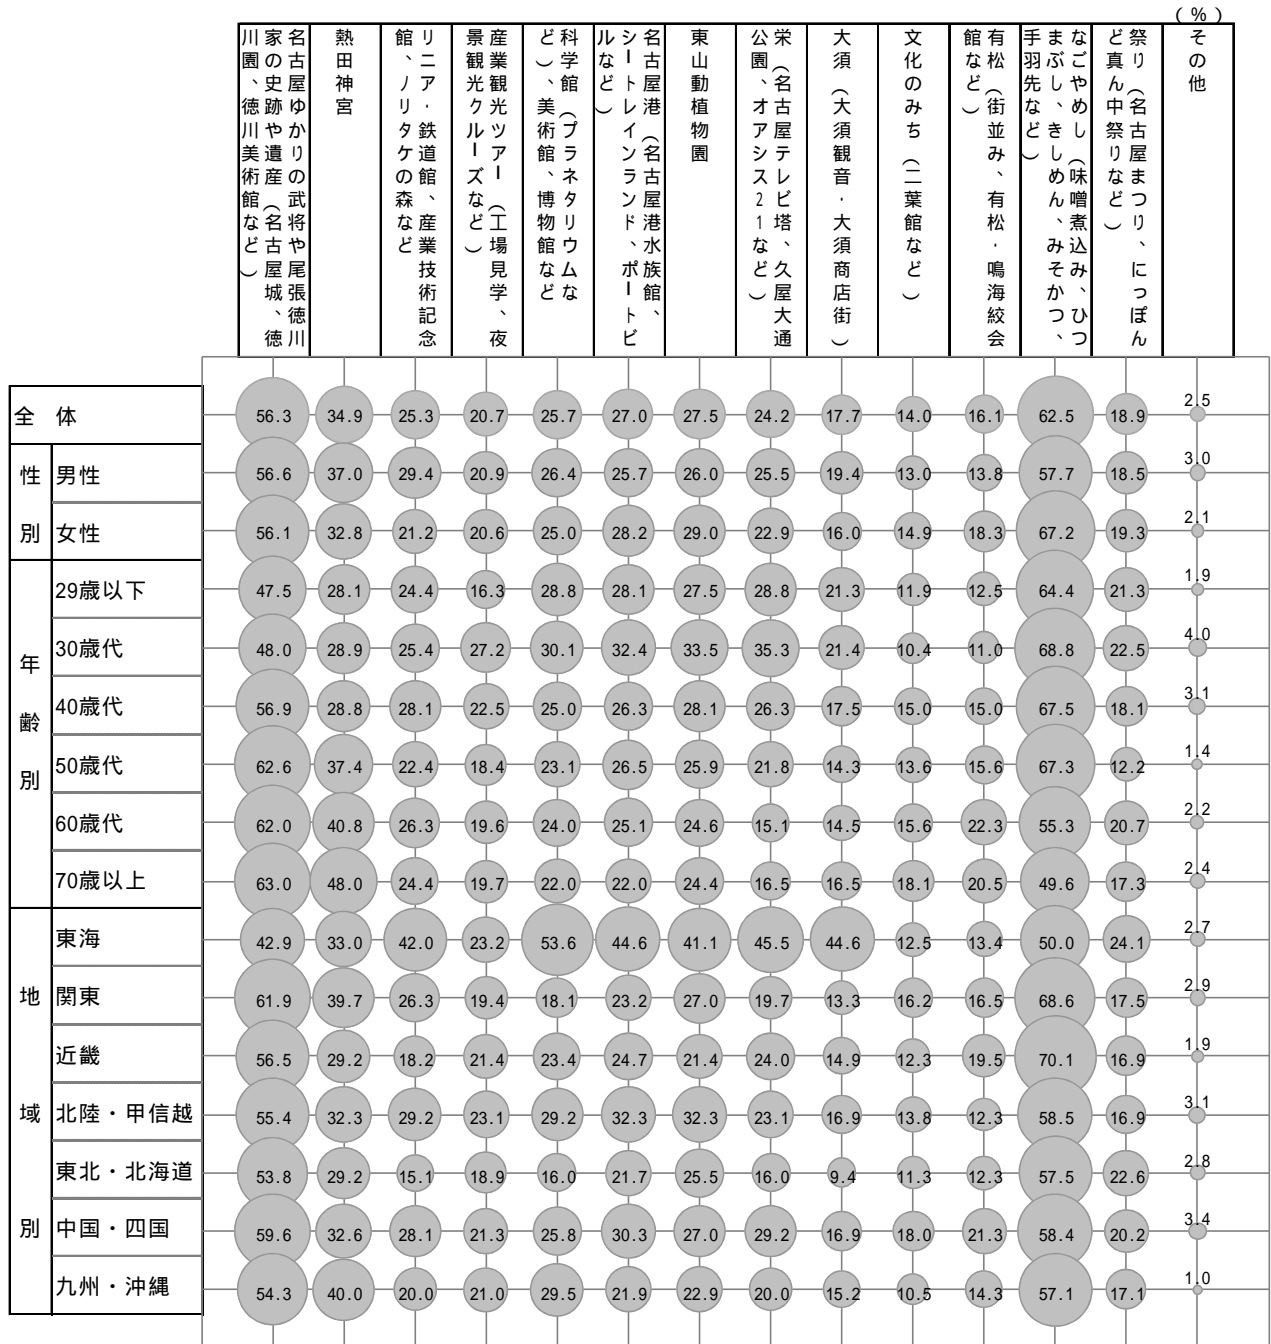 （％）
名古屋ゆかりの武将や尾張徳川
家の史跡や遺産（名古屋城、徳
川園、徳川美術館など）
熱田神宮
リニア・鉄道館、産業技術記念
館、ノリタケの森など
産業観光ツアー（工場見学、夜
景観光クルーズなど）
科学館（プラネタリウムな
ど）、美術館、博物館など
名古屋港（名古屋港水族館、
シートレインランド、ポートビ
ルなど）
東山動植物園
栄（名古屋テレビ塔、久屋大通
公園、オアシス21など）
大須（大須観音・大須商店街）
文化のみち（二葉館など）
有松（街並み、有松・鳴海絞会
館など）
なごやめし（味噌煮込み、ひつ
まぶし、きしめん、みそかつ、
手羽先など）
祭り（名古屋まつり、にっぽん
ど真ん中祭りなど）
その他
全 体 56.3 34.9 25.3 20.7 25.7 27.0 27.5 24.2 17.7 14.0 16.1 62.5 18.9 2.5
性別
男性 56.6 37.0 29.4 20.9 26.4 25.7 26.0 25.5 19.4 13.0 13.8 57.7 18.5 3.0
女性 56.1 32.8 21.2 20.6 25.0 28.2 29.0 22.9 16.0 14.9 18.3 67.2 19.3 2.1
年齢別
29歳以下 47.5 28.1 24.4 16.3 28.8 28.1 27.5 28.8 21.3 11.9 12.5 64.4 21.3 1.9
30歳代 48.0 28.9 25.4 27.2 30.1 32.4 33.5 35.3 21.4 10.4 11.0 68.8 22.5 4.0
40歳代 56.9 28.8 28.1 22.5 25.0 26.3 28.1 26.3 17.5 15.0 15.0 67.5 18.1 3.1
50歳代 62.6 37.4 22.4 18.4 23.1 26.5 25.9 21.8 14.3 13.6 15.6 67.3 12.2 1.4
60歳代 62.0 40.8 26.3 19.6 24.0 25.1 24.6 15.1 14.5 15.6 22.3 55.3 20.7 2.2
70歳以上 63.0 48.0 24.4 19.7 22.0 22.0 24.4 16.5 16.5 18.1 20.5 49.6 17.3 2.4
地域別
東海 42.9 33.0 42.0 23.2 53.6 44.6 41.1 45.5 44.6 12.5 13.4 50.0 24.1 2.7
関東 61.9 39.7 26.3 19.4 18.1 23.2 27.0 19.7 13.3 16.2 16.5 68.6 17.5 2.9
近畿 56.5 29.2 18.2 21.4 23.4 24.7 21.4 24.0 14.9 12.3 19.5 70.1 16.9 1.9
北陸・甲信越 55.4 32.3 29.2 23.1 29.2 32.3 32.3 23.1 16.9 13.8 12.3 58.5 16.9 3.1
東北・北海道 53.8 29.2 15.1 18.9 16.0 21.7 25.5 16.0 9.4 11.3 12.3 57.5 22.6 2.8
中国・四国 59.6 32.6 28.1 21.3 25.8 30.3 27.0 29.2 16.9 18.0 21.3 58.4 20.2 3.4
九州・沖縄 54.3 40.0 20.0 21.0 29.5 21.9 22.9 20.0 15.2 10.5 14.3 57.1 17.1 1.0